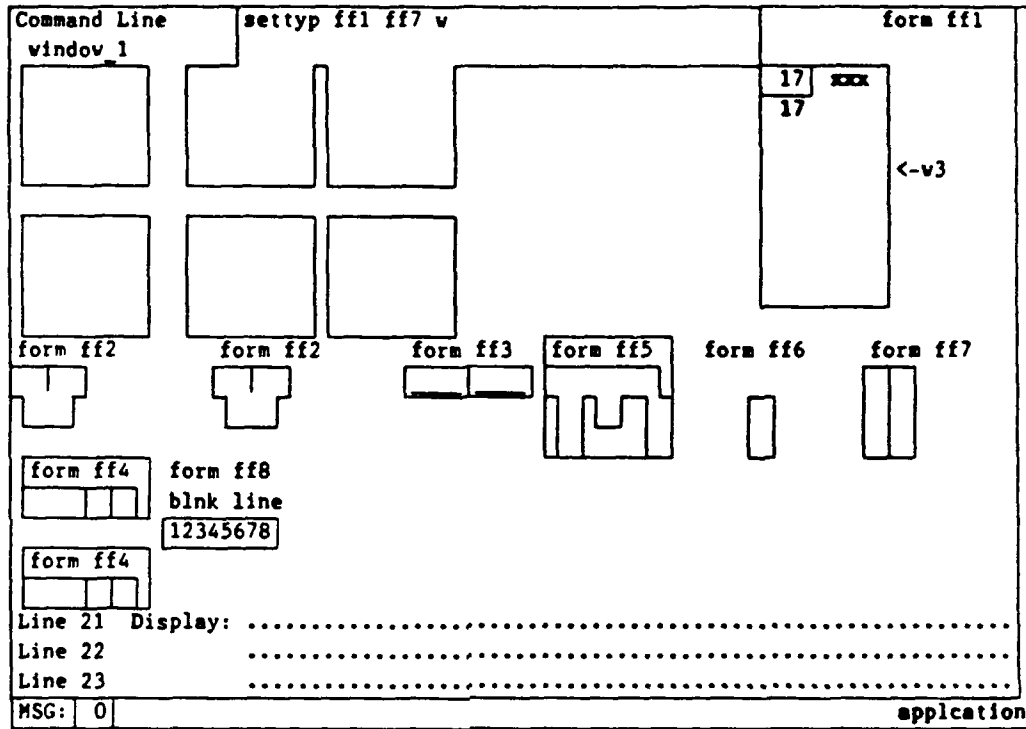 Command Line settyp ff1 ff7 w form ff1
window_1
17 xxx
17
<-w3
form ff2 form ff2 form ff3 form ff5 form ff6 form ff7
form ff4 form ff8
blnk line
12345678
form ff4
Line 21 Display: ............................................................
Line 22 ............................................................
Line 23 ............................................................
MSG: 0 applcation